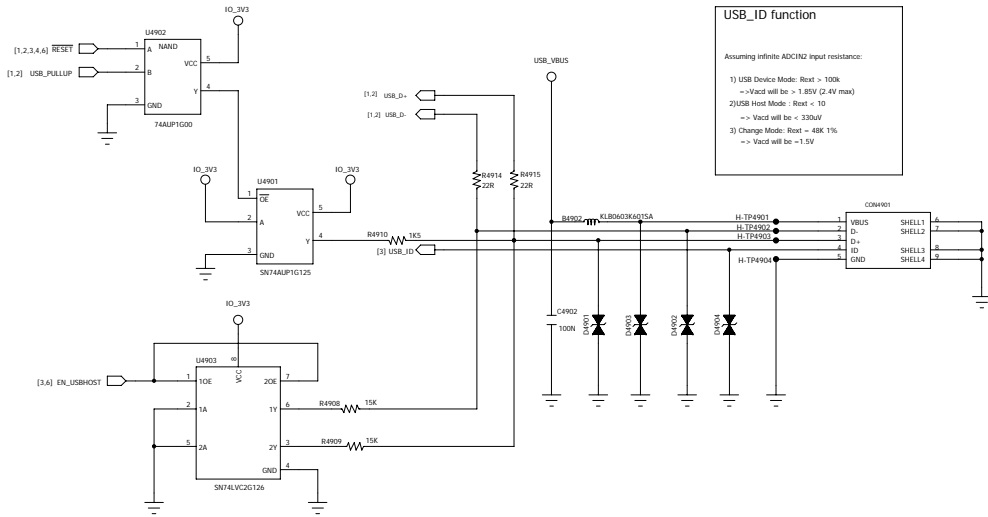 IO_3V3
U4902
NAND
[1,2,3,4,6] RESET
1 A
VCC 5
[1,2] USB_PULLUP
2 B
Y 4
3 GND
74AUP1G00
IO_3V3
IO_3V3
U4901
1 OE
VCC 5
2 A
Y 4
3 GND
SN74AUP1G125
R4910 1K5
[3] USB_ID
[1,2] USB_D+
[1,2] USB_D-
R4914
22R
R4915
22R
USB_VBUS
B4902 KLB0603K601SA
C4902
100N
D4901
D4903
D4902
D4904
H-TP4901
H-TP4902
H-TP4903
H-TP4904
CON4901
1 VBUS SHELL1 6
2 D- SHELL2 7
3 D+
4 ID SHELL3 8
5 GND SHELL4 9
IO_3V3
U4903
8
VCC
[3,6] EN_USBHOST
1 1OE 2OE 7
2 1A 1Y 6
R4908 15K
5 2A 2Y 3
R4909 15K
GND 4
SN74LVC2G126
USB_ID function
Assuming infinite ADCIN2 input resistance:
1) USB Device Mode: Rext > 100k
=>Vacd will be > 1.85V (2.4V max)
2)USB Host Mode : Rext < 10
=> Vacd will be < 330uV
3) Change Mode: Rext = 48K 1%
=> Vacd will be =1.5V